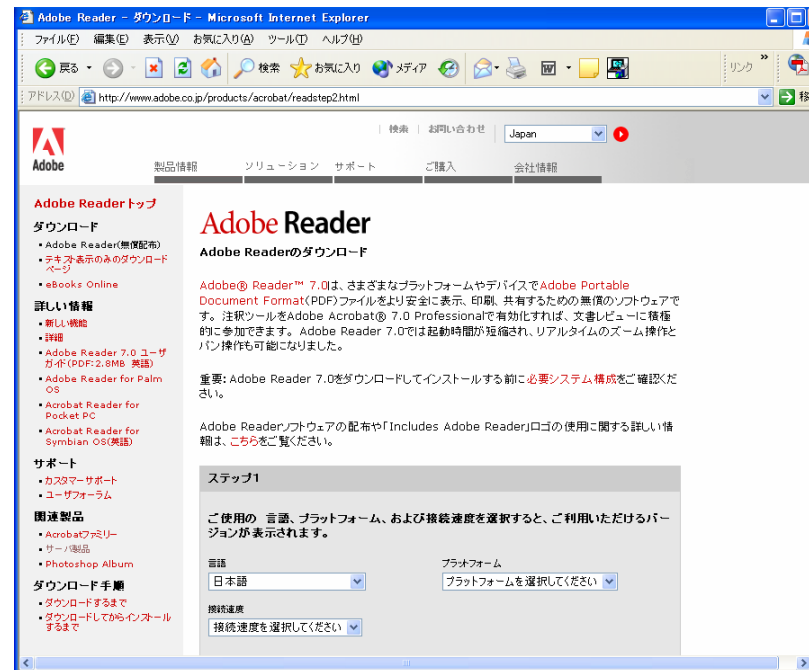 Adobe Reader - ダウンロード - Microsoft Internet Explorer
ファイル(F) 編集(E) 表示(V) お気に入り(A) ツール(T) ヘルプ(H)
戻る 検索 お気に入り メディア リンク »
アドレス(D) http://www.adobe.co.jp/products/acrobat/readstep2.html 移
検索 お問い合わせ Japan
Adobe
製品情報 ソリューション サポート ご購入 会社情報
Adobe Readerトップ
ダウンロード
Adobe Reader(無償配布)
テキスト表示のみのダウンロード
ページ
eBooks Online
詳しい情報
新しい機能
詳細
Adobe Reader 7.0 ユーザ
ガイド(PDF:2.8MB 英語)
Adobe Reader for Palm
OS
Acrobat Reader for
Pocket PC
Acrobat Reader for
Symbian OS(英語)
サポート
カスタマーサポート
ユーザフォーラム
関連製品
Acrobatファミリー
サーバ製品
Photoshop Album
ダウンロード手順
ダウンロードするまで
ダウンロードしてからインストール
するまで
Adobe Reader
Adobe Readerのダウンロード
Adobe® Reader™ 7.0は、さまざまなプラットフォームやデバイスでAdobe Portable
Document Format(PDF)ファイルをより安全に表示、印刷、共有するための無償のソフトウェアで
す。注釈ツールをAdobe Acrobat® 7.0 Professionalで有効化すれば、文書レビューに積極
的に参加できます。Adobe Reader 7.0では起動時間が短縮され、リアルタイムのズーム操作と
パン操作も可能になりました。
重要: Adobe Reader 7.0をダウンロードしてインストールする前に必要システム構成をご確認くだ
さい。
Adobe Readerソフトウェアの配布や「Includes Adobe Reader」ロゴの使用に関する詳しい情
報は、こちらをご覧ください。
ステップ1
ご使用の 言語、プラットフォーム、および接続速度を選択すると、ご利用いただけるバー
ジョンが表示されます。
言語 プラットフォーム
日本語 プラットフォームを選択してください
接続速度
接続速度を選択してください